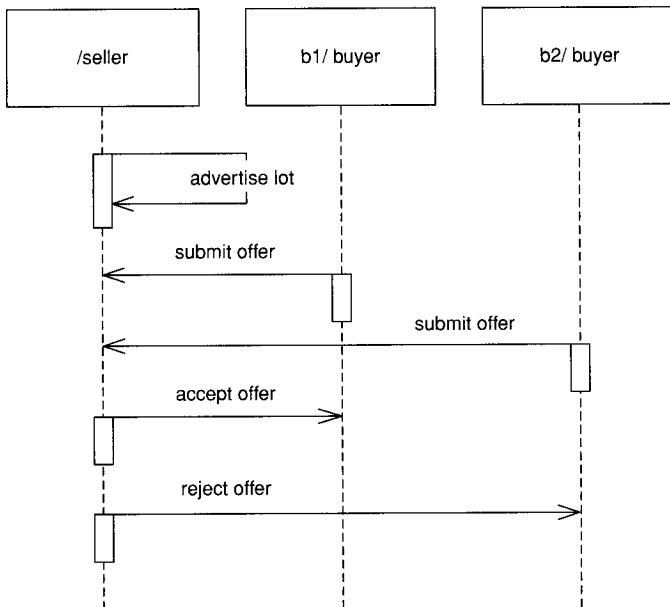 /seller
b1/ buyer
b2/ buyer
advertise lot
submit offer
submit offer
accept offer
reject offer